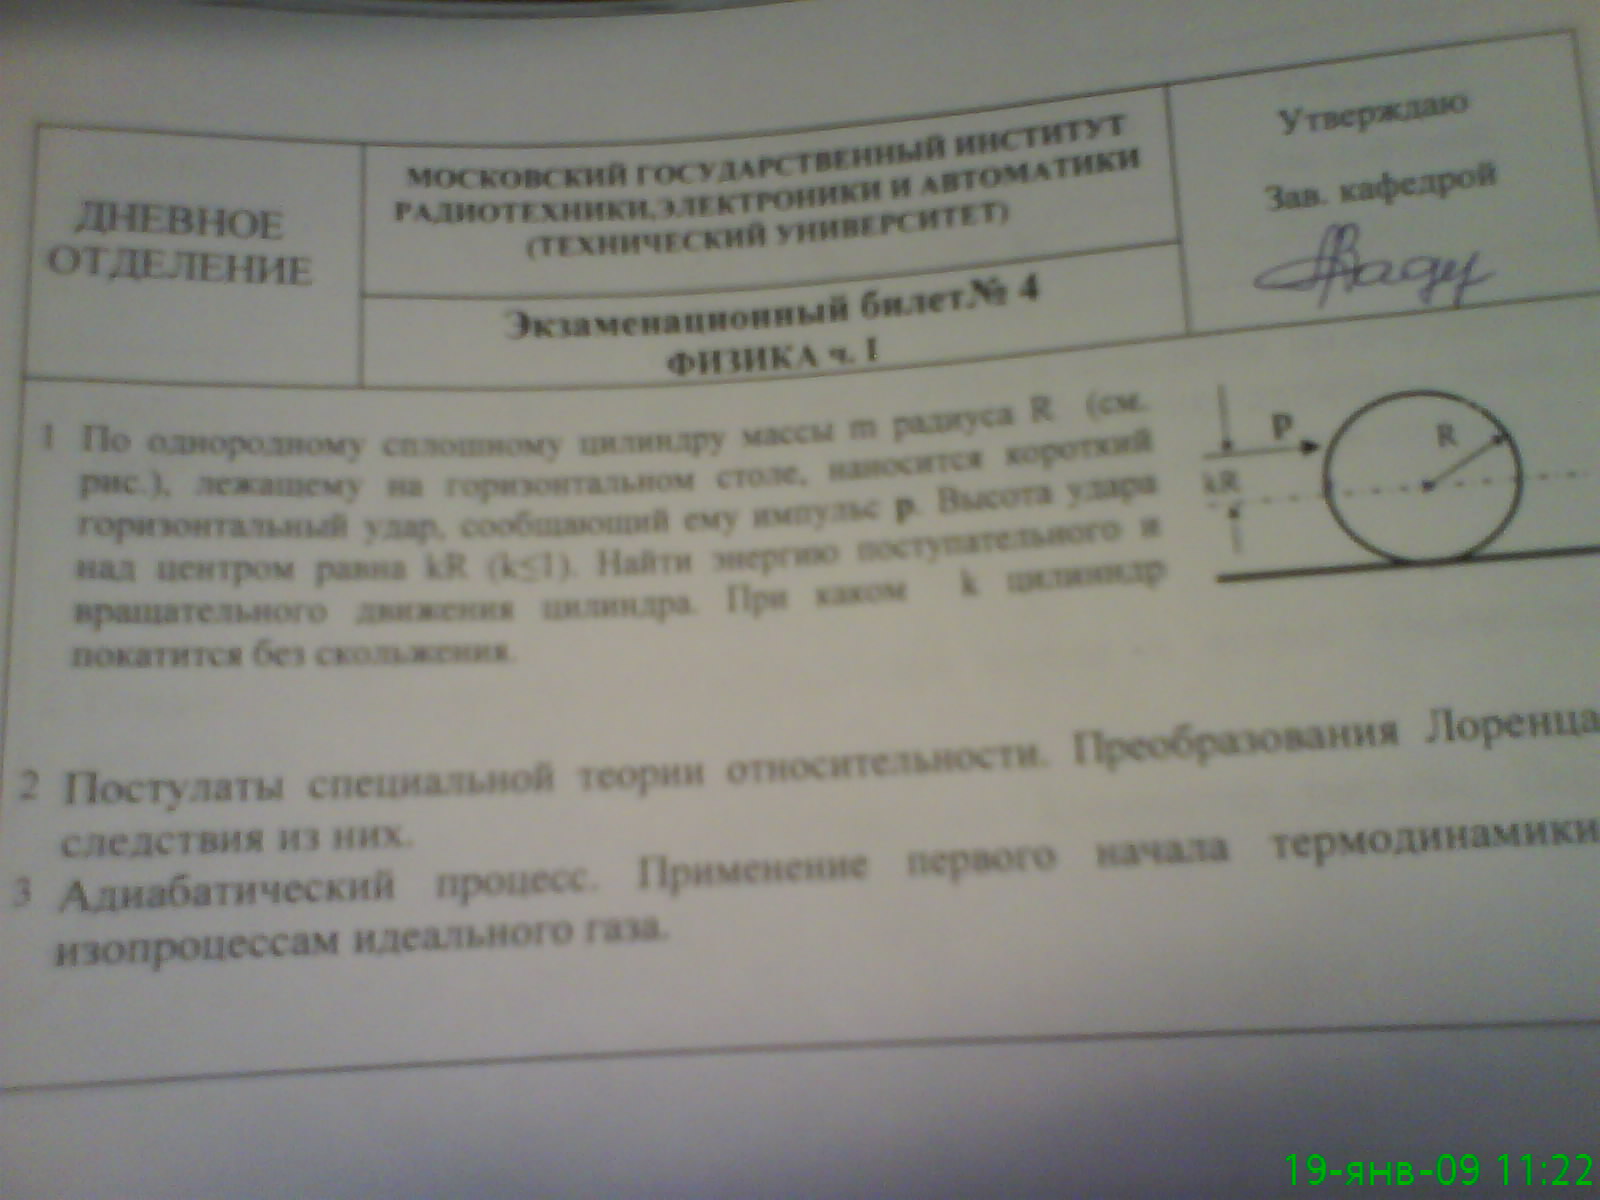 ДНЕВНОЕ
ОТДЕЛЕНИЕ
МОСКОВСКИЙ ГОСУДАРСТВЕННЫЙ ИНСТИТУТ
РАДИОТЕХНИКИ,ЭЛЕКТРОНИКИ И АВТОМАТИКИ
(ТЕХНИЧЕСКИЙ УНИВЕРСИТЕТ)
Экзаменационный билет№ 4
ФИЗИКА ч. I
Утверждаю
Зав. кафедрой
1 По однородному сплошному цилиндру массы m радиуса R (см.
рис.), лежащему на горизонтальном столе, наносится короткий
горизонтальный удар, сообщающий ему импульс p. Высота удара
над центром равна kR (k≤1). Найти энергию поступательного и
вращательного движения цилиндра. При каком k цилиндр
покатится без скольжения.
P
R
kR
2 Постулаты специальной теории относительности. Преобразования Лоренца
следствия из них.
3 Адиабатический процесс. Применение первого начала термодинамики
изопроцессам идеального газа.
19-янв-09 11:22